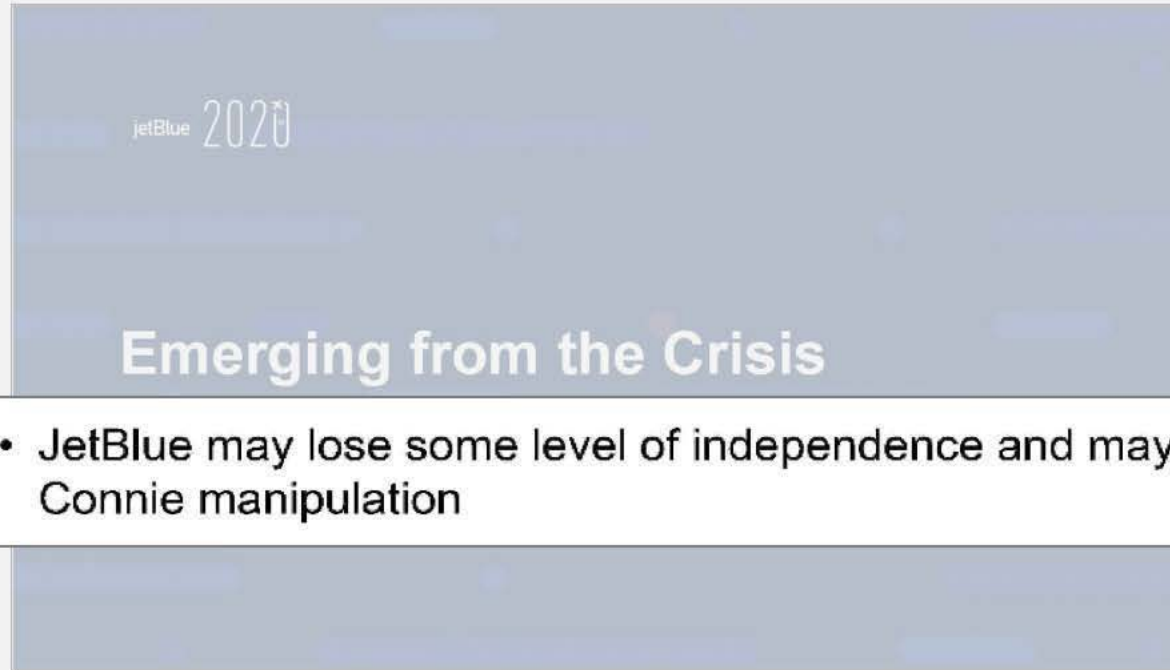 jetBlue 2020
Emerging from the Crisis
• JetBlue may lose some level of independence and may
Connie manipulation